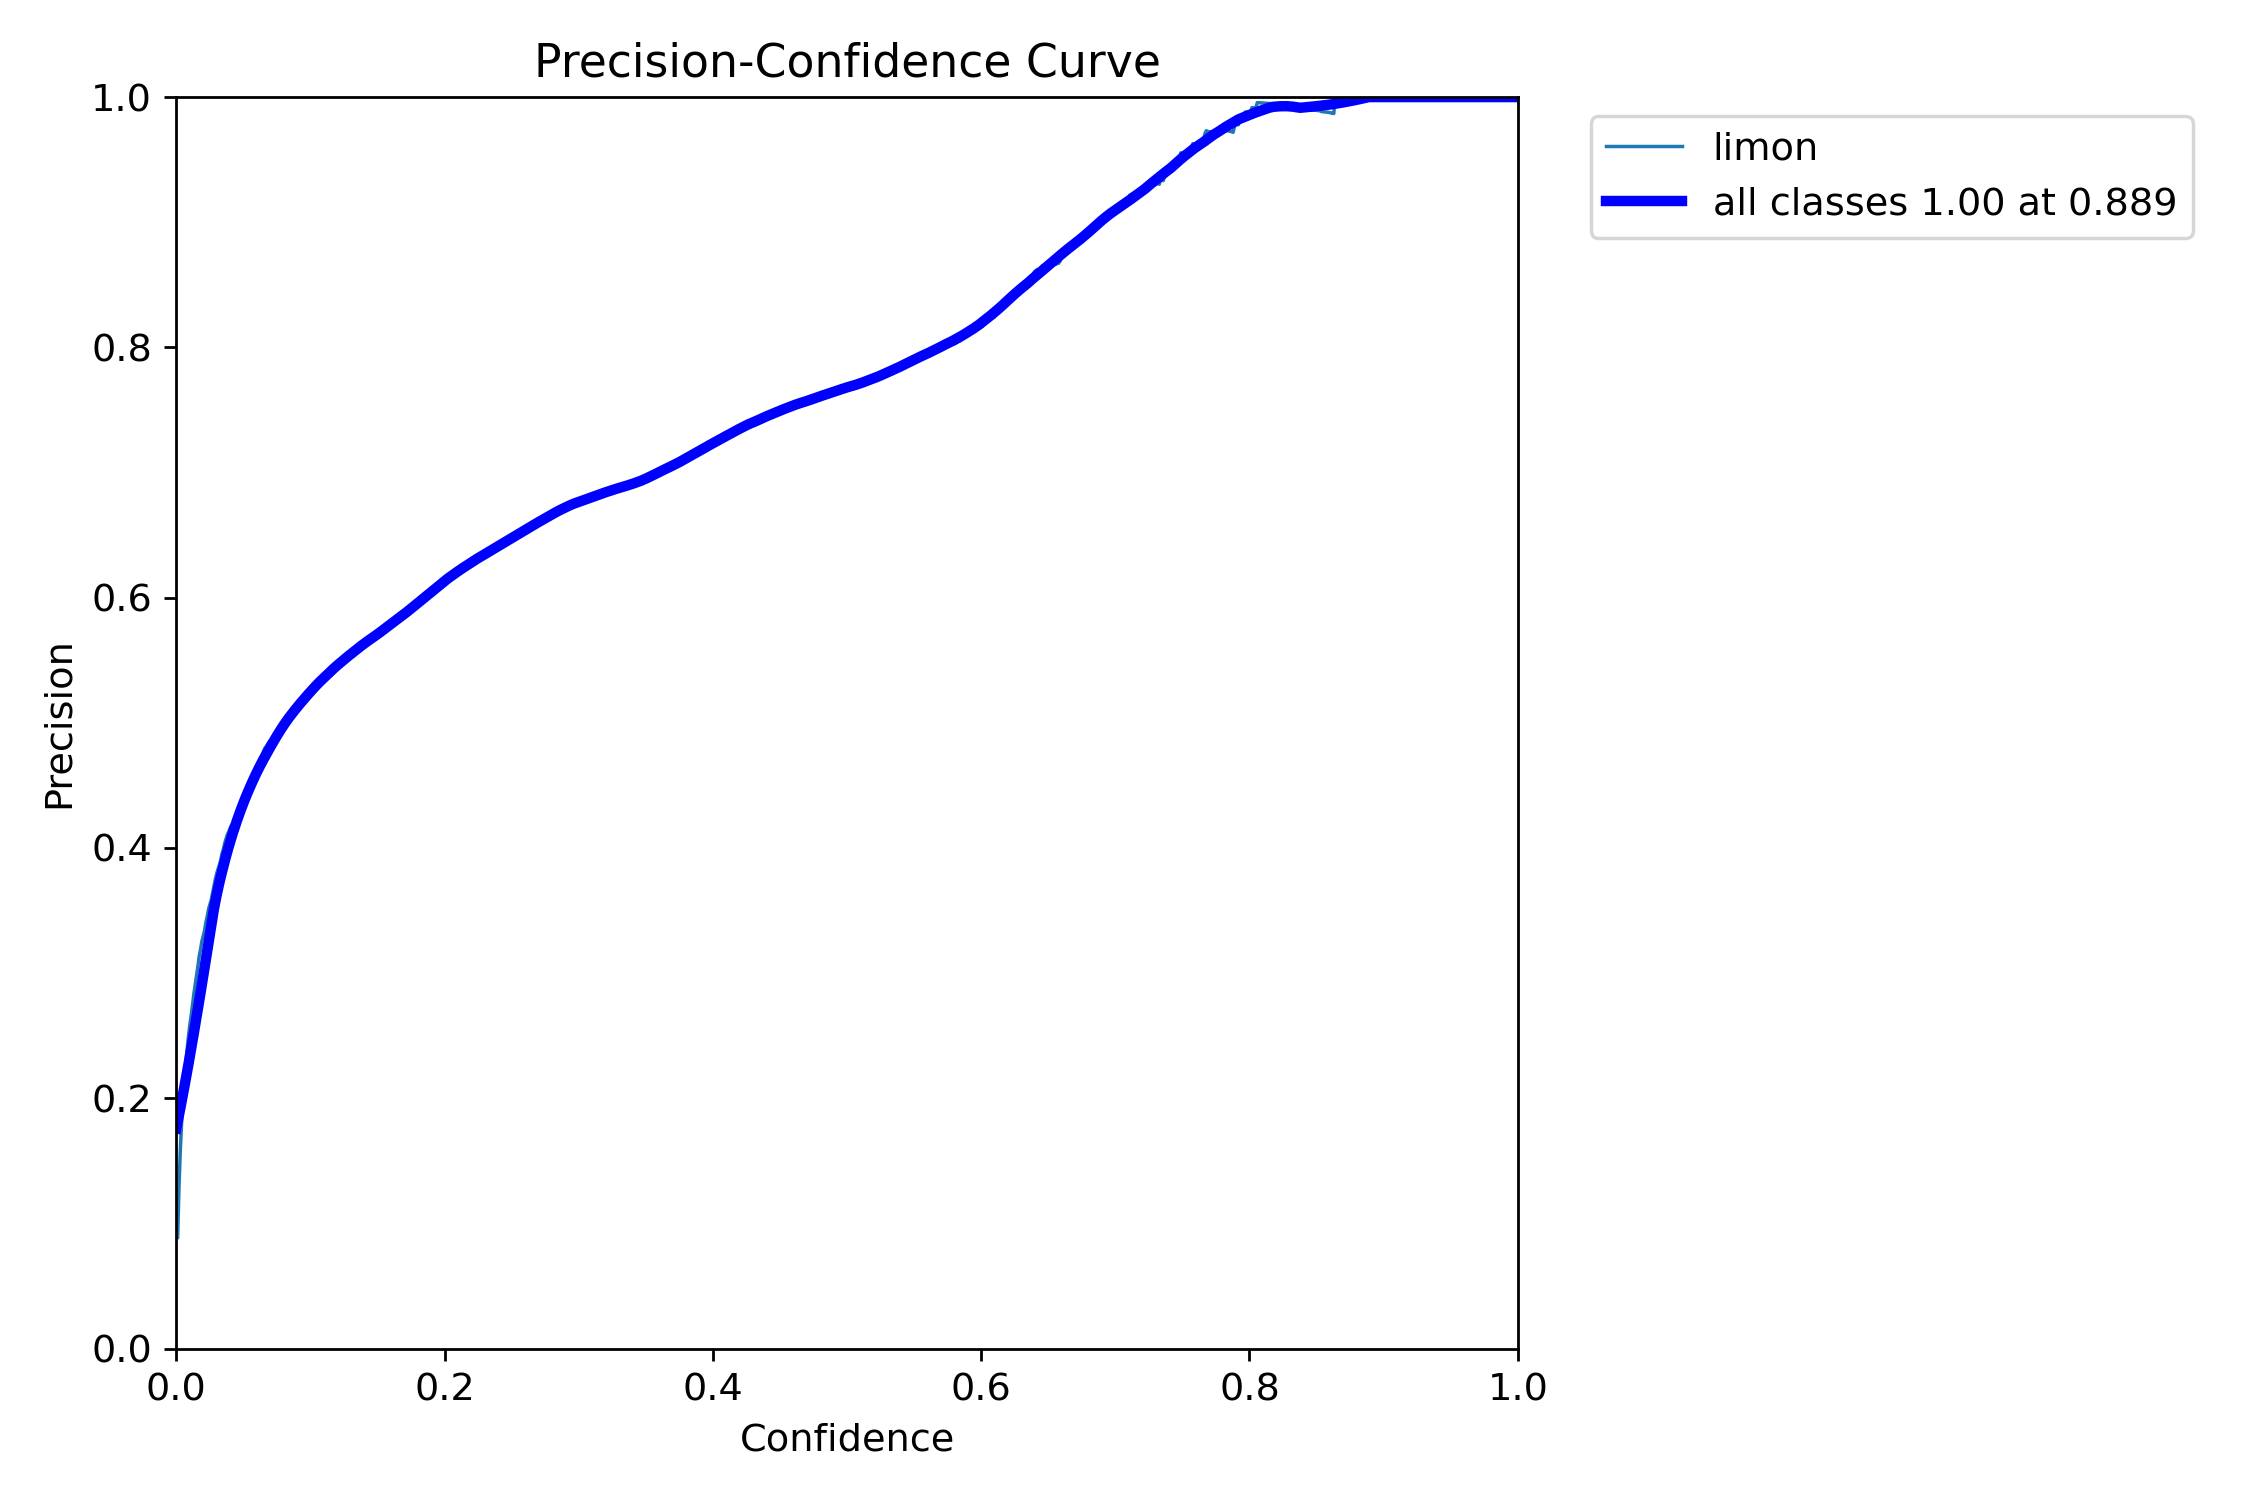 Precision-Confidence Curve
1.0
0.8
0.6
0.4
0.2
0.0
Precision
0.0 0.2 0.4 0.6 0.8 1.0
Confidence
limon
all classes 1.00 at 0.889